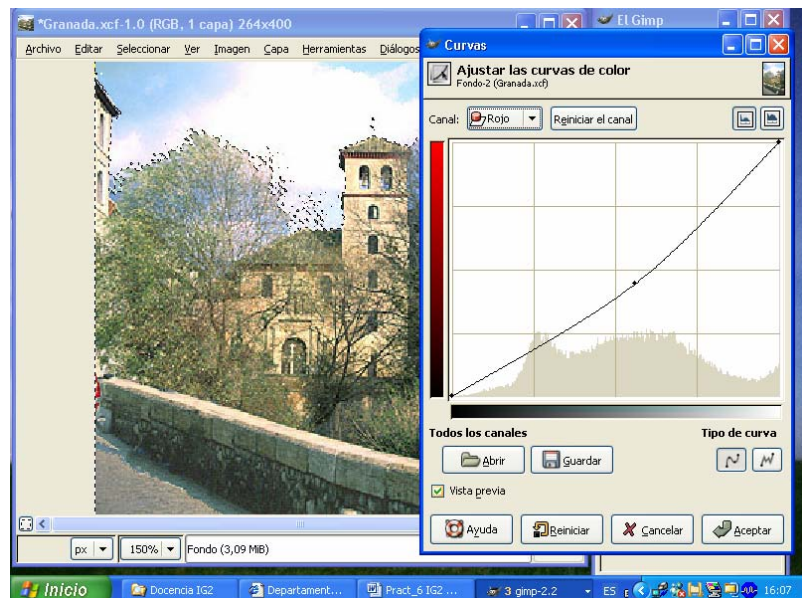 *Granada.xcf-1.0 (RGB, 1 capa) 264x400
El Gimp
Archivo Editar Seleccionar Ver Imagen Capa Herramientas Diálogos
Curvas
Ajustar las curvas de color
Fondo-2 (Granada.xcf)
Canal: Rojo Reiniciar el canal
Todos los canales Tipo de curva
Abrir Guardar
Vista previa
Ayuda Reiniciar Cancelar Aceptar
px 150% Fondo (3,09 MiB)
Inicio Docencia IG2 Departament... Pract_6 IG2 ... 3 gimp-2.2 ES 16:07